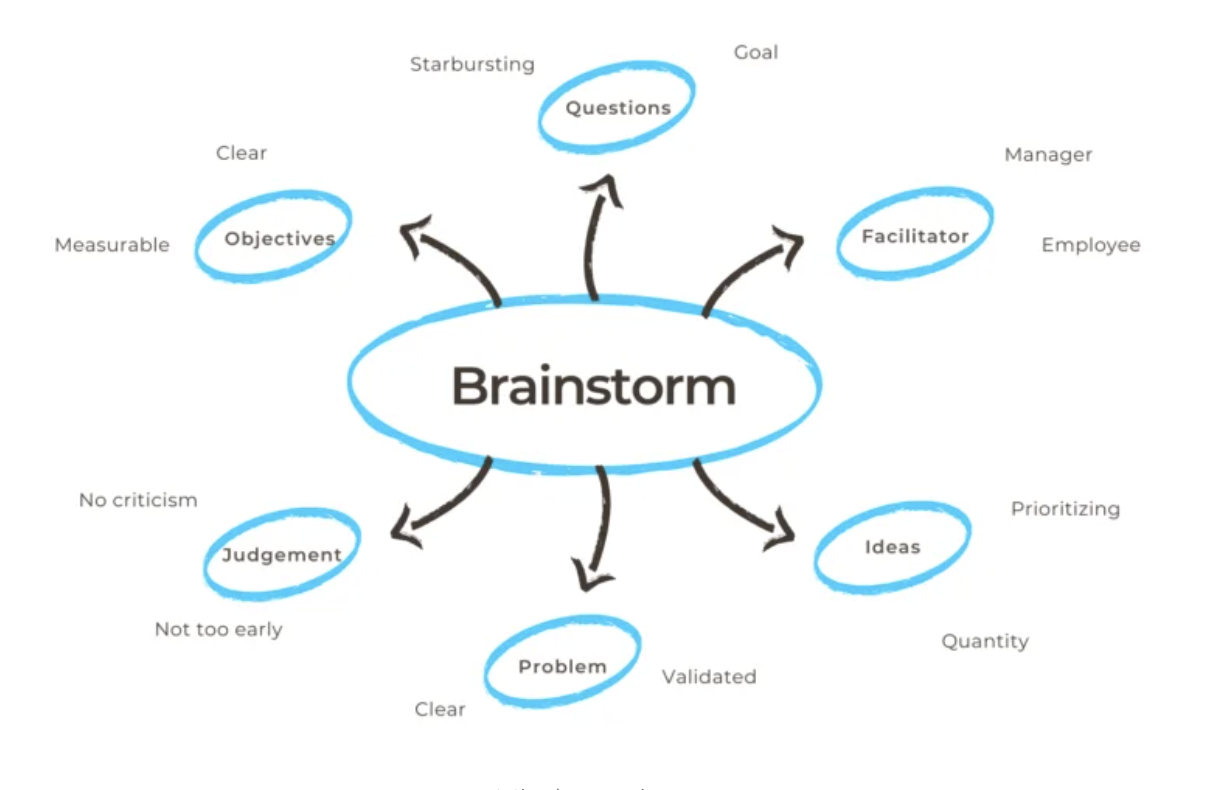 Goal
Starbursting
Questions
Clear
Manager
Objectives
Measurable
Facilitator
Employee
Brainstorm
No criticism
Prioritizing
Judgement
Ideas
Not too early
Quantity
Problem
Validated
Clear